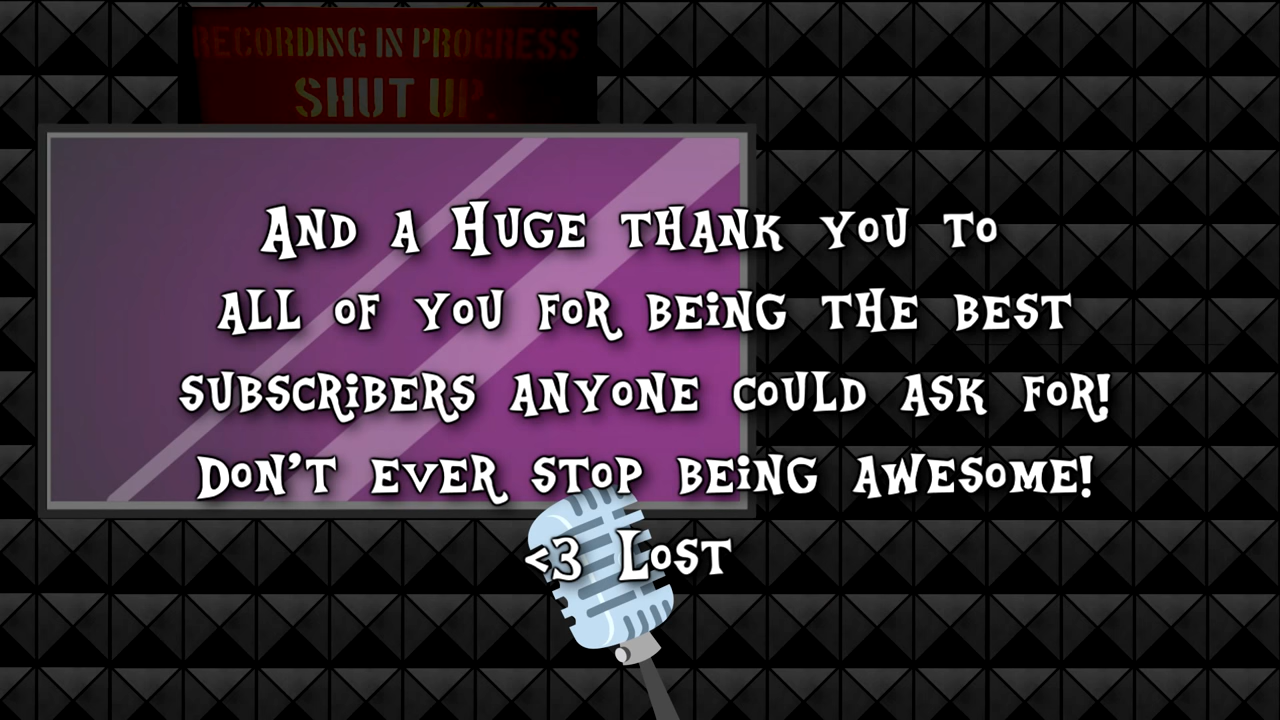 RECORDING IN PROGRESS
SHUT UP.
And a Huge thank you to
all of you for being the best
subscribers anyone could ask for!
Don't ever stop being awesome!
<3 Lost